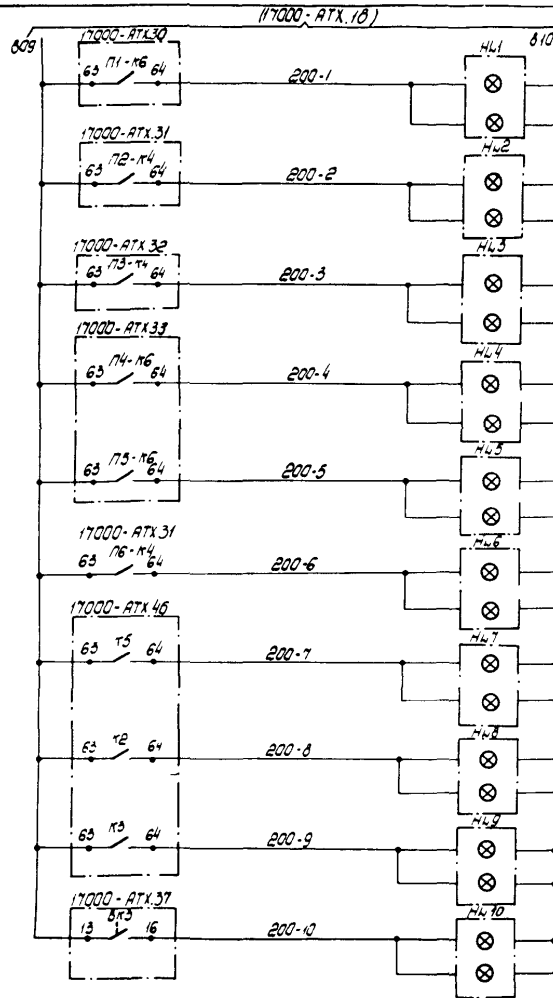 (17000-АТХ.18)
809
810
17000-АТХ.30
63 П1-К6 64
200-1
HL1
17000-АТХ.31
63 П2-К4 64
200-2
HL2
17000-АТХ.32
63 П3-К4 64
200-3
HL3
17000-АТХ.33
63 П4-К6 64
200-4
HL4
63 П5-К6 64
200-5
HL5
17000-АТХ.31
63 П6-К4 64
200-6
HL6
17000-АТХ.46
63 К5 64
200-7
HL7
63 К2 64
200-8
HL8
63 К3 64
200-9
HL9
17000-АТХ.37
13 ВК3 16
200-10
HL10